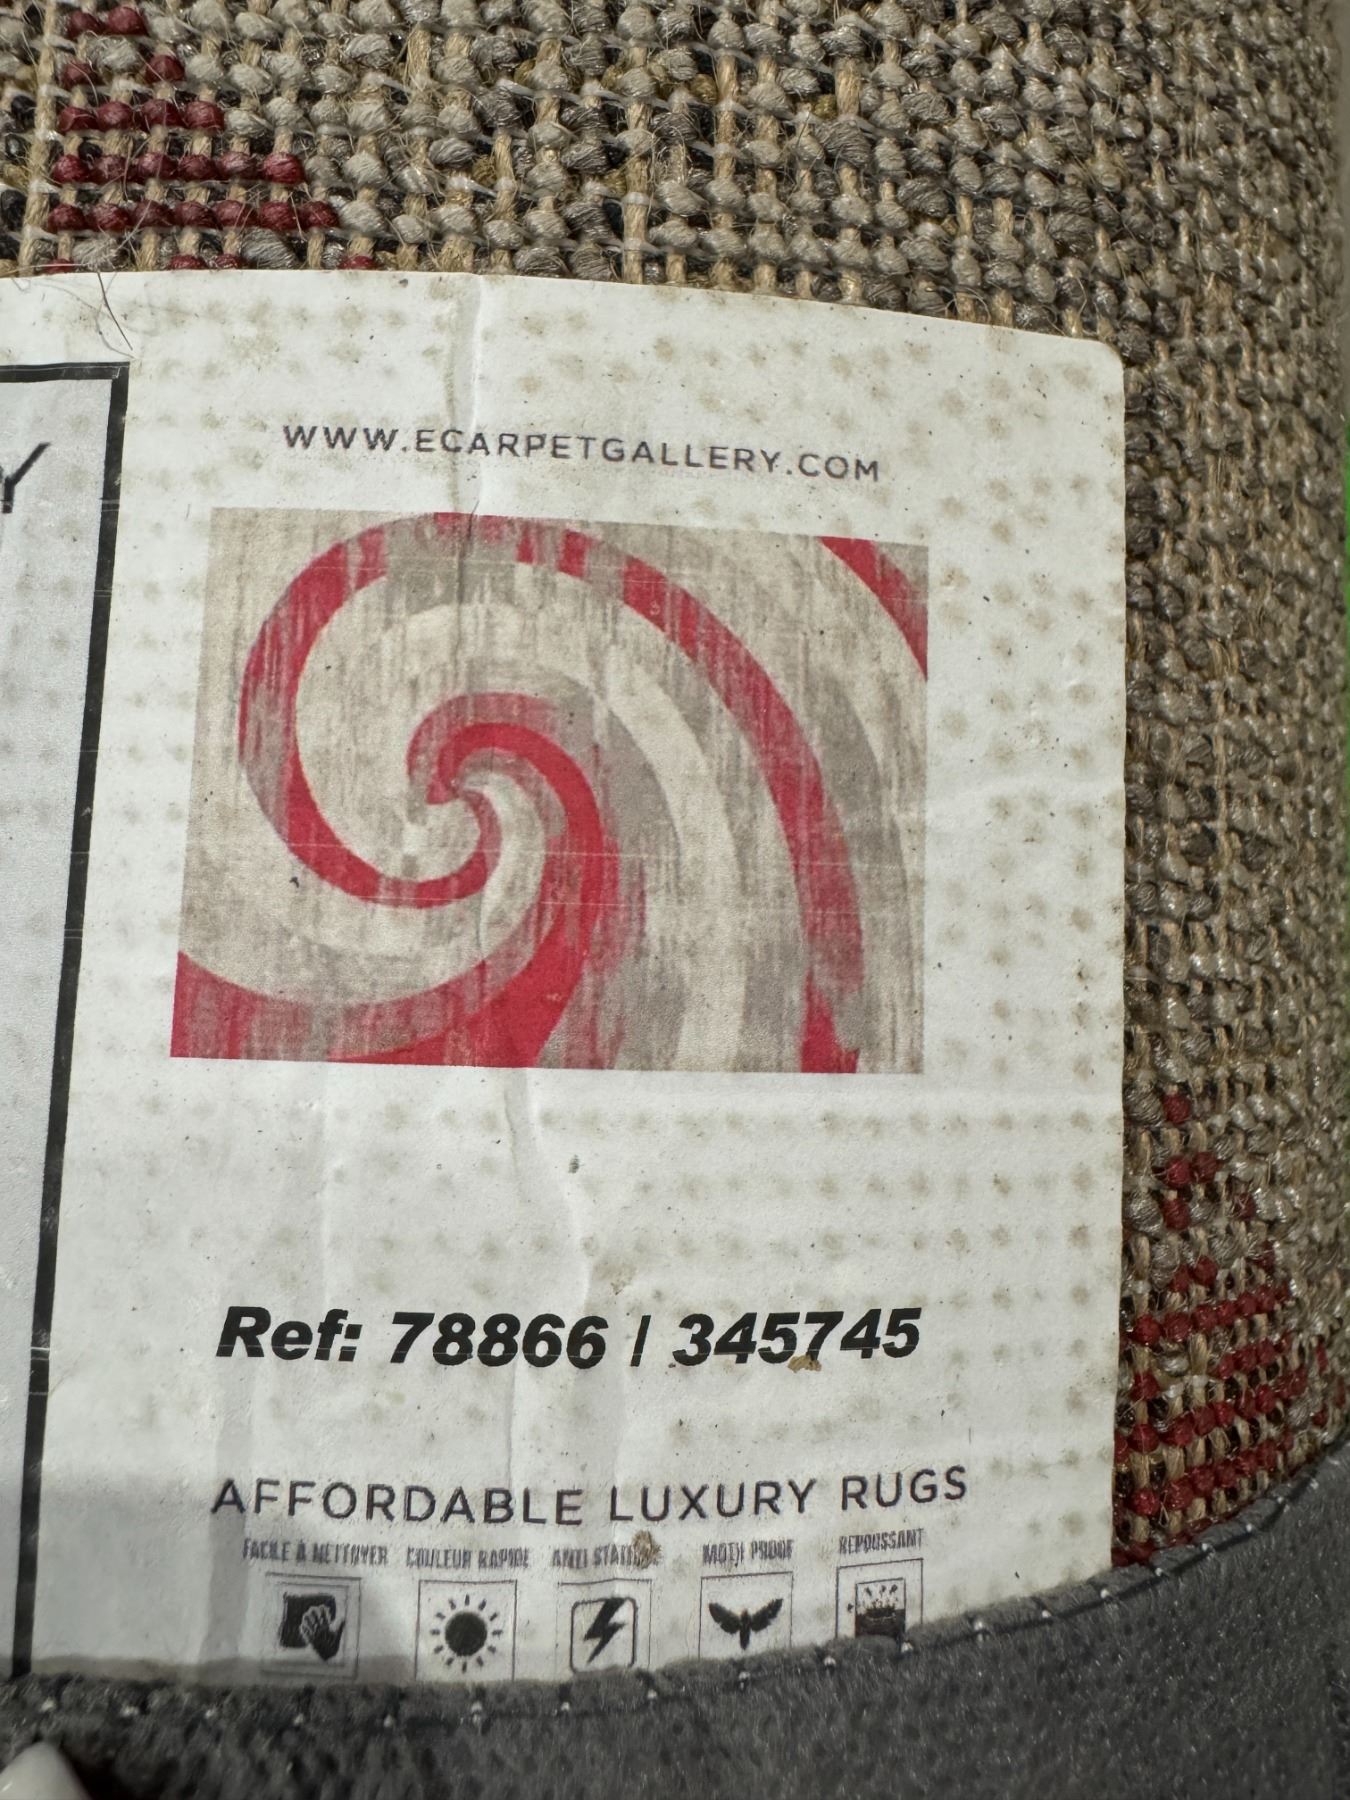 Y
WWW.ECARPETGALLERY.COM
Ref: 78866 / 345745
AFFORDABLE LUXURY RUGS
FACILE À NETTOYER COULEUR RAPIDE ANTI STATIQUE MOTH PROOF REPOUSSANT